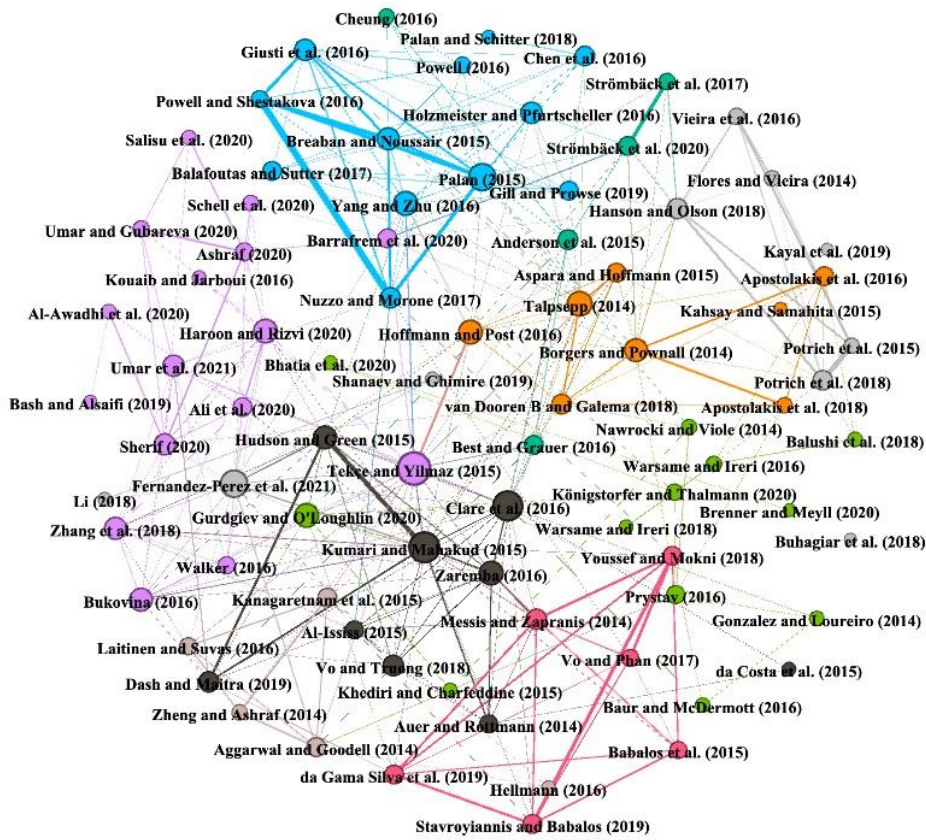 Cheung (2016)
Palan and Schitter (2018)
Giusti et al. (2016)
Chen et al. (2016)
Powell (2016)
Strömbäck et al. (2017)
Powell and Shestakova (2016)
Holzmeister and Pfurtscheller (2016)
Vieira et al. (2016)
Salisu et al. (2020)
Breaban and Noussair (2015)
Strömbäck et al. (2020)
Balafoutas and Sutter (2017)
Palan (2015)
Flores and Vieira (2014)
Gill and Prowse (2019)
Schell et al. (2020)
Yang and Zhu (2016)
Hanson and Olson (2018)
Umar and Gubareva (2020)
Barrafrem et al. (2020)
Anderson et al. (2015)
Ashraf (2020)
Kayal et al. (2019)
Kouaib and Jarboui (2016)
Aspara and Hoffmann (2015)
Apostolakis et al. (2016)
Nuzzo and Morone (2017)
Talpsepp (2014)
Al-Awadhi et al. (2020)
Kahsay and Samahita (2015)
Haroon and Rizvi (2020)
Hoffmann and Post (2016)
Borgers and Pownall (2014)
Potrich et al. (2015)
Umar et al. (2021)
Bhatia et al. (2020)
Shanaev and Ghimire (2019)
Potrich et al. (2018)
Bash and Alsaifi (2019)
Ali et al. (2020)
van Dooren B and Galema (2018)
Apostolakis et al. (2018)
Nawrocki and Viole (2014)
Sherif (2020)
Hudson and Green (2015)
Best and Grauer (2016)
Balushi et al. (2018)
Tekce and Yilmaz (2015)
Warsame and Ireri (2016)
Fernandez-Perez et al. (2021)
Li (2018)
Königstorfer and Thalmann (2020)
Clare et al. (2016)
Gurdgiev and O'Loughlin (2020)
Brenner and Meyll (2020)
Zhang et al. (2018)
Warsame and Ireri (2018)
Buhagiar et al. (2018)
Kumari and Mahakud (2015)
Youssef and Mokni (2018)
Walker (2016)
Zaremba (2016)
Bukovina (2016)
Kanagaretnam et al. (2015)
Prystav (2016)
Messis and Zapranis (2014)
Gonzalez and Loureiro (2014)
Al-Ississ (2015)
Laitinen and Suvas (2016)
Vo and Phan (2017)
Vo and Truong (2018)
da Costa et al. (2015)
Dash and Maitra (2019)
Khediri and Charfeddine (2015)
Baur and McDermott (2016)
Zheng and Ashraf (2014)
Auer and Rottmann (2014)
Aggarwal and Goodell (2014)
Babalos et al. (2015)
da Gama Silva et al. (2019)
Hellmann (2016)
Stavroyiannis and Babalos (2019)